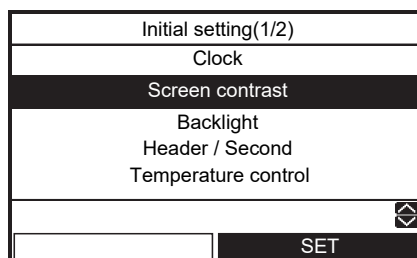 Initial setting(1/2)
Clock
Screen contrast
Backlight
Header / Second
Temperature control
SET